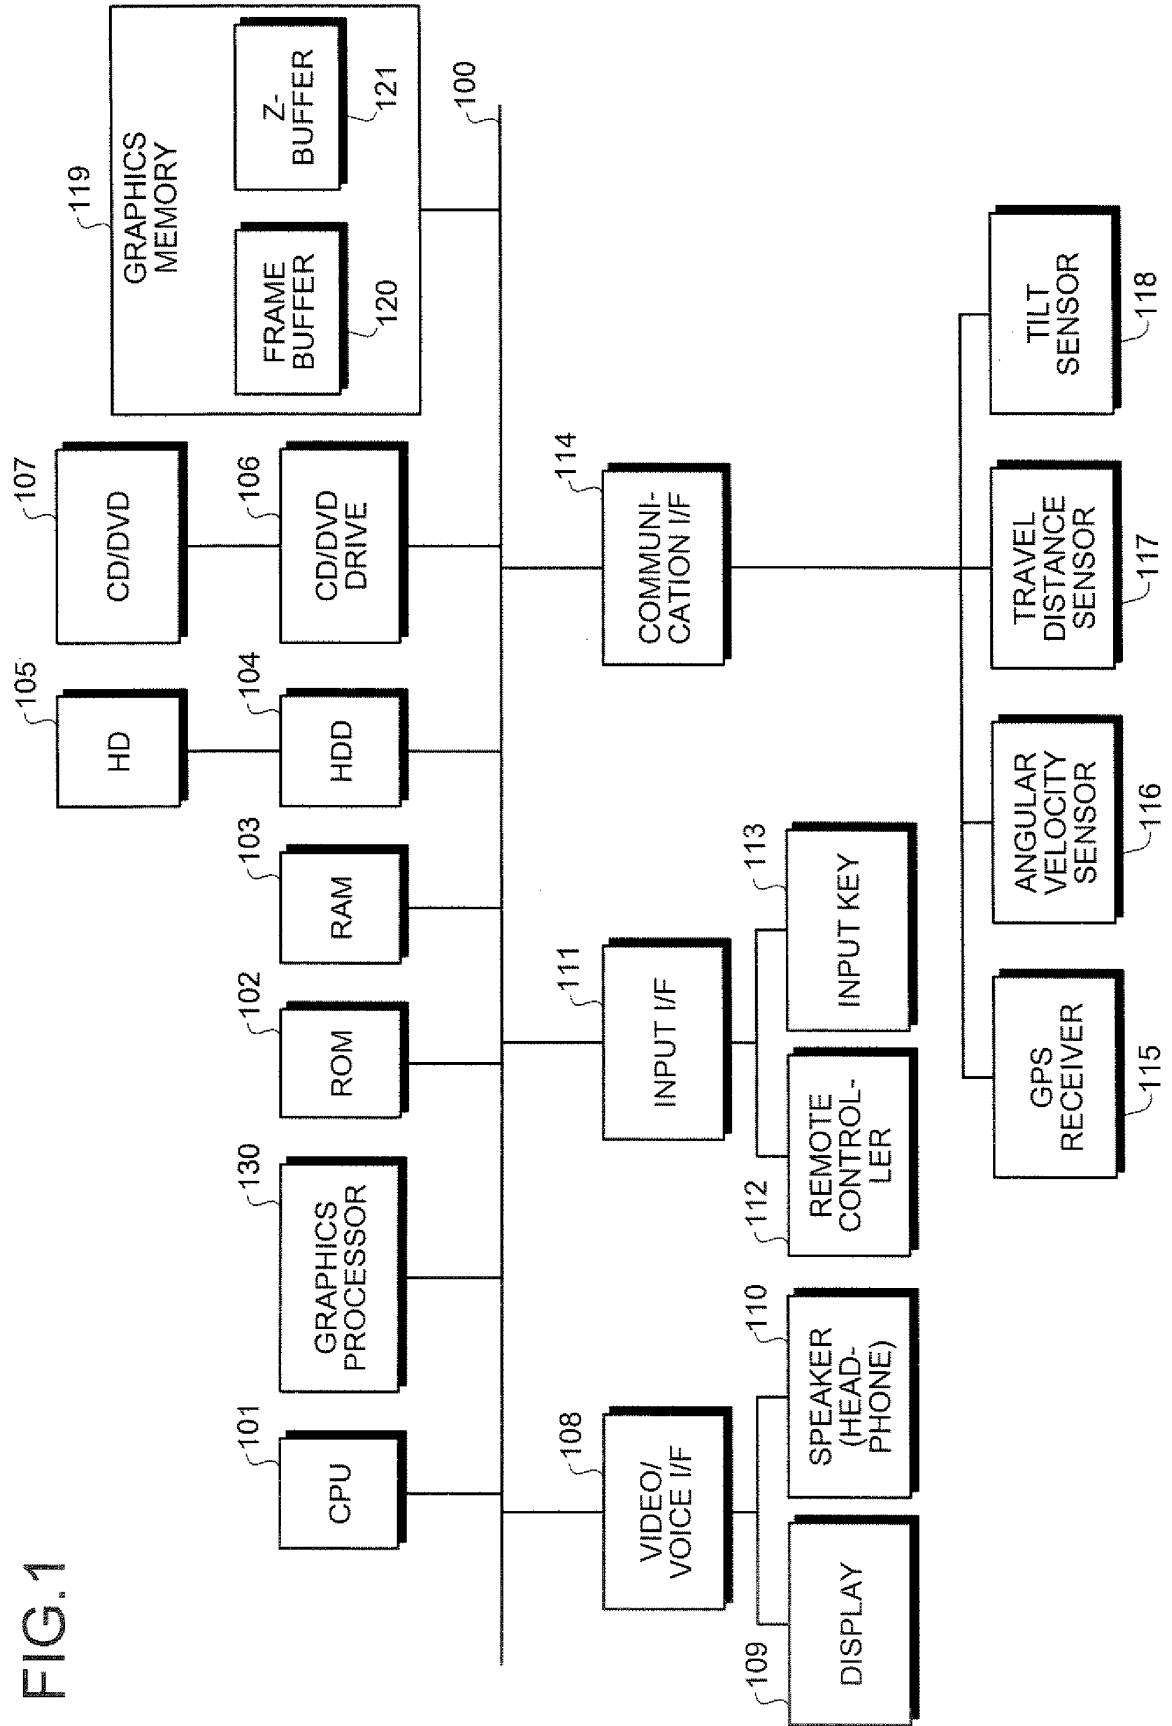 FIG.1
107
CD/DVD
105
HD
119
GRAPHICS
MEMORY
FRAME
BUFFER
120
Z-
BUFFER
121
101
CPU
130
GRAPHICS
PROCESSOR
102
ROM
103
RAM
104
HDD
106
CD/DVD
DRIVE
100
108
VIDEO/
VOICE I/F
111
INPUT I/F
114
COMMUNI-
CATION I/F
109
DISPLAY
110
SPEAKER
(HEAD-
PHONE)
112
REMOTE
CONTROL-
LER
113
INPUT KEY
GPS
RECEIVER
115
ANGULAR
VELOCITY
SENSOR
116
TRAVEL
DISTANCE
SENSOR
117
TILT
SENSOR
118